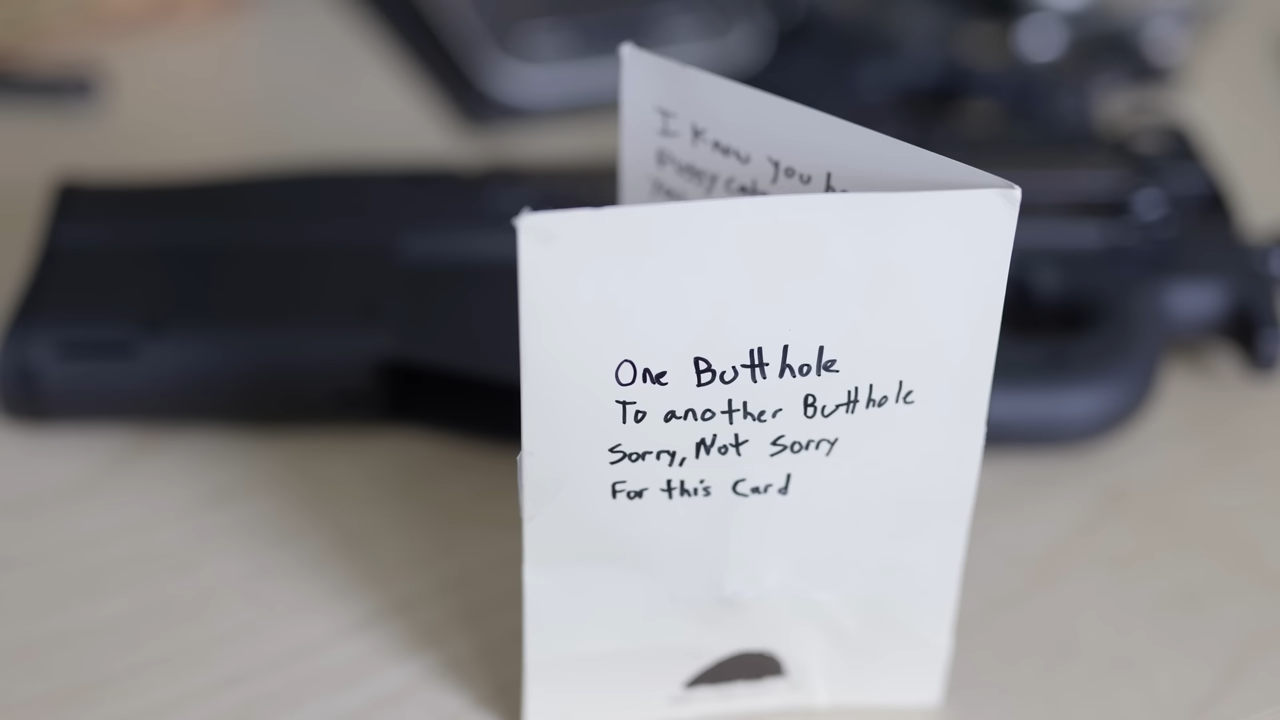 I Know you
One Butthole
To another Butthole
Sorry, Not Sorry
For this Card